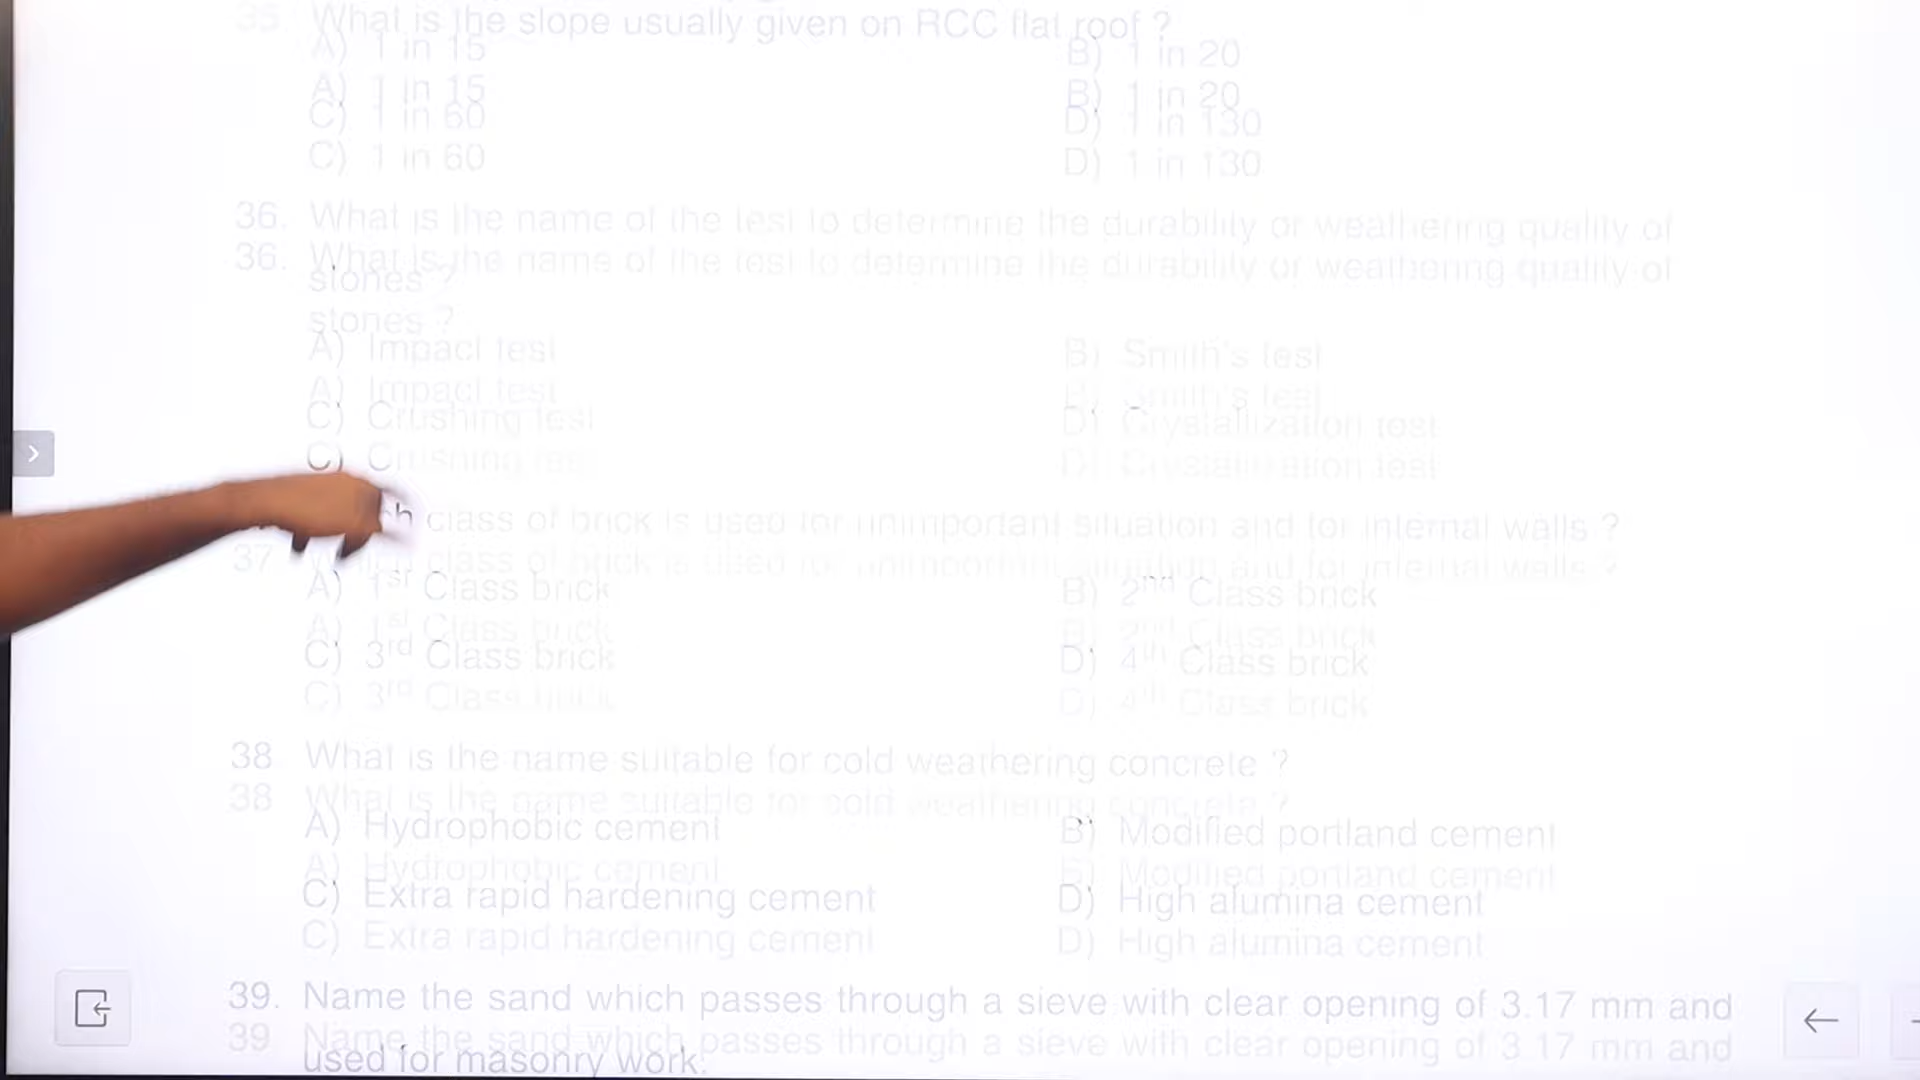 35. What is the slope usually given on RCC flat roof ?
A) 1 in 15 B) 1 in 20
C) 1 in 60 D) 1 in 130
36. What is the name of the test to determine the durability or weathering quality of
stones ?
A) Impact test B) Smith's test
C) Crushing test D) Crystallization test
37. Which class of brick is used for unimportant situation and for internal walls ?
A) 1st Class brick B) 2nd Class brick
C) 3rd Class brick D) 4th Class brick
38 What is the name suitable for cold weathering concrete ?
A) Hydrophobic cement B) Modified portland cement
C) Extra rapid hardening cement D) High alumina cement
39. Name the sand which passes through a sieve with clear opening of 3.17 mm and
used for masonry work.